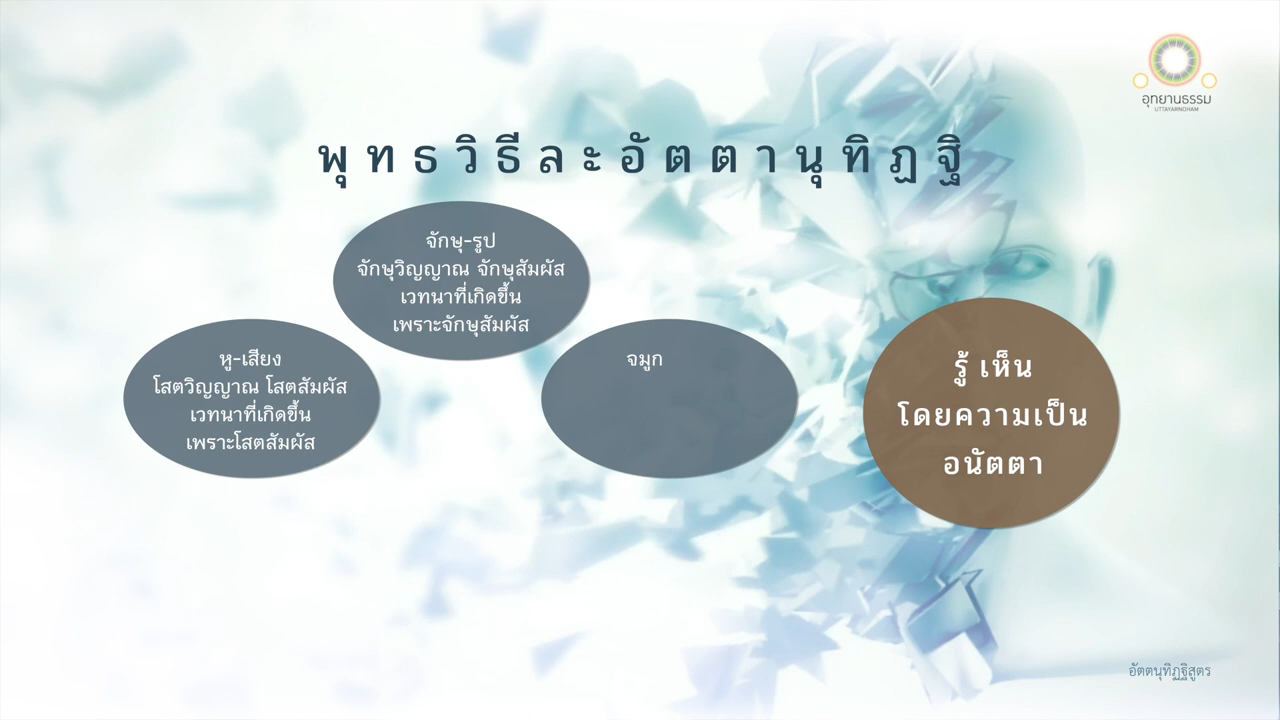 อุทยานธรรม
UTTAYARNDHAM
พุทธวิธีละอัตตานุทิฏฐิ
จักษุ-รูป
จักษุวิญญาณ จักษุสัมผัส
เวทนาที่เกิดขึ้น
เพราะจักษุสัมผัส
หู-เสียง
โสตวิญญาณ โสตสัมผัส
เวทนาที่เกิดขึ้น
เพราะโสตสัมผัส
จมูก
รู้ เห็น
โดยความเป็น
อนัตตา
อัตตนุทิฏฐิสูตร